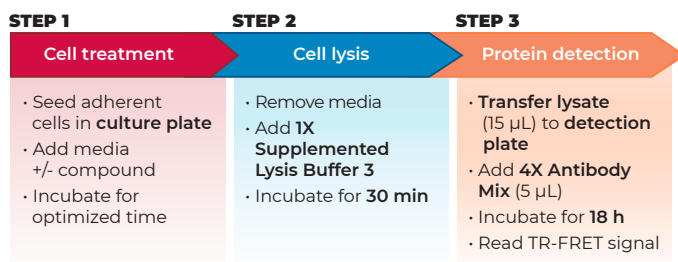 STEP 1
Cell treatment
· Seed adherent
cells in culture plate
· Add media
+/- compound
· Incubate for
optimized time
STEP 2
Cell lysis
· Remove media
· Add 1X
Supplemented
Lysis Buffer 3
· Incubate for 30 min
STEP 3
Protein detection
· Transfer lysate
(15 µL) to detection
plate
· Add 4X Antibody
Mix (5 µL)
· Incubate for 18 h
· Read TR-FRET signal